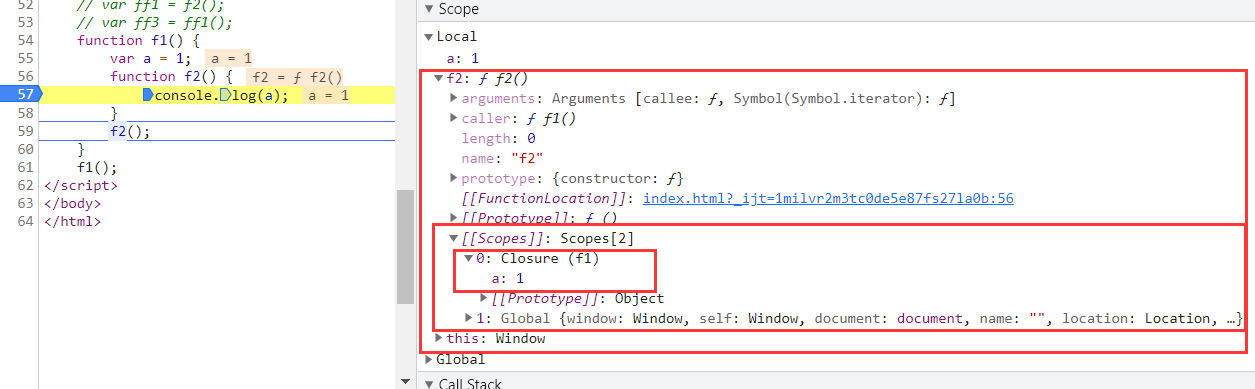 52 // var ff1 = f2();
53 // var ff3 = ff1();
54 function f1() {
55 var a = 1; a = 1
56 function f2() { f2 = ƒ f2()
57 console.log(a); a = 1
58 }
59 f2();
60 }
61 f1();
62 </script>
63 </body>
64 </html>
Scope
Local
a: 1
f2: ƒ f2()
arguments: Arguments [callee: ƒ, Symbol(Symbol.iterator): ƒ]
caller: ƒ f1()
length: 0
name: "f2"
prototype: {constructor: ƒ}
[[FunctionLocation]]: index.html?_ijt=1milvr2m3tc0de5e87fs27la0b:56
[[Prototype]]: ƒ ()
[[Scopes]]: Scopes[2]
0: Closure (f1)
a: 1
[[Prototype]]: Object
1: Global {window: Window, self: Window, document: document, name: "", location: Location, …}
this: Window
Global
Call Stack